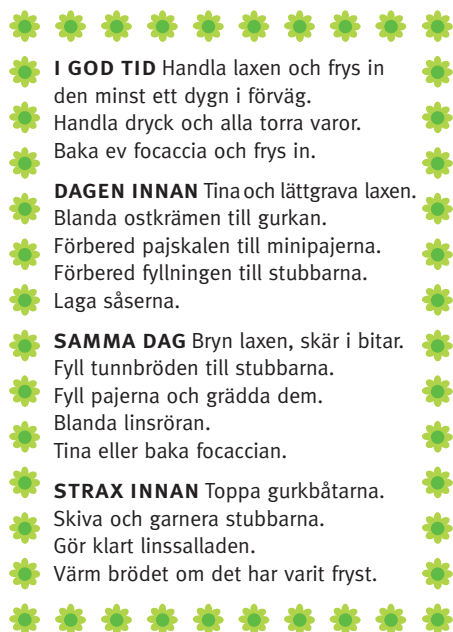 I GOD TID Handla laxen och frys in
den minst ett dygn i förväg.
Handla dryck och alla torra varor.
Baka ev focaccia och frys in.
DAGEN INNAN Tina och lättgrava laxen.
Blanda ostkrämen till gurkan.
Förbered pajskalen till minipajerna.
Förbered fyllningen till stubbarna.
Laga såserna.
SAMMA DAG Bryn laxen, skär i bitar.
Fyll tunnbröden till stubbarna.
Fyll pajerna och grädda dem.
Blanda linsröran.
Tina eller baka focaccian.
STRAX INNAN Toppa gurkbåtarna.
Skiva och garnera stubbarna.
Gör klart linssalladen.
Värm brödet om det har varit fryst.